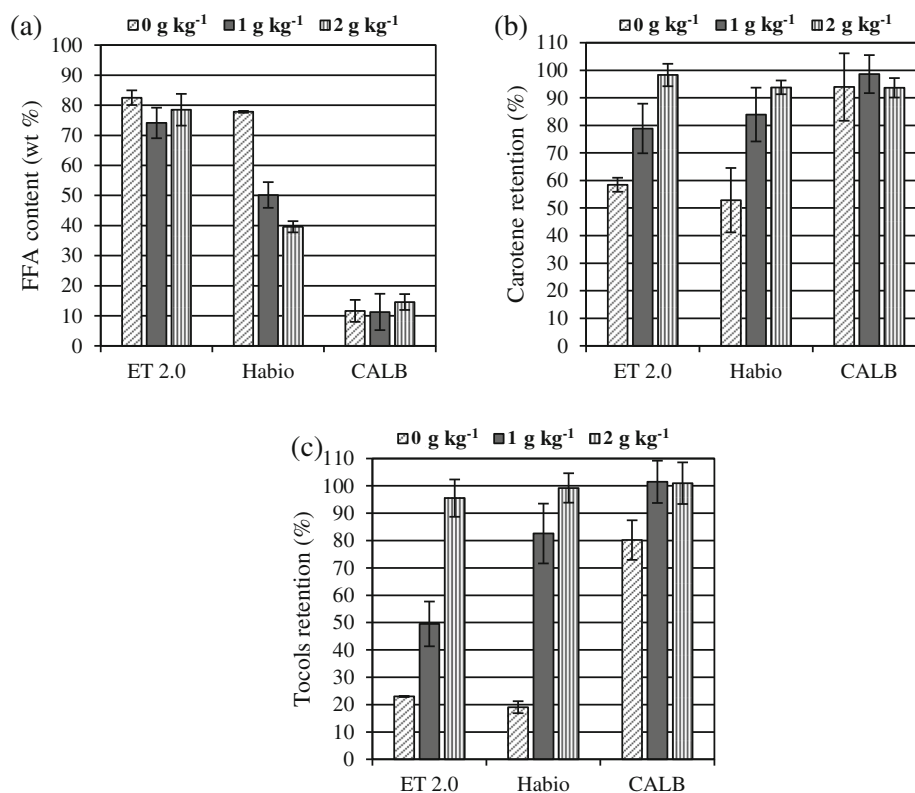 (a)
0 g kg⁻¹ 1 g kg⁻¹ 2 g kg⁻¹
100
90
80
70
60
50
40
30
20
10
0
FFA content (wt %)
ET 2.0 Habio CALB
(b)
0 g kg⁻¹ 1 g kg⁻¹ 2 g kg⁻¹
110
100
90
80
70
60
50
40
30
20
10
0
Carotene retention (%)
ET 2.0 Habio CALB
(c)
0 g kg⁻¹ 1 g kg⁻¹ 2 g kg⁻¹
110
100
90
80
70
60
50
40
30
20
10
0
Tocols retention (%)
ET 2.0 Habio CALB